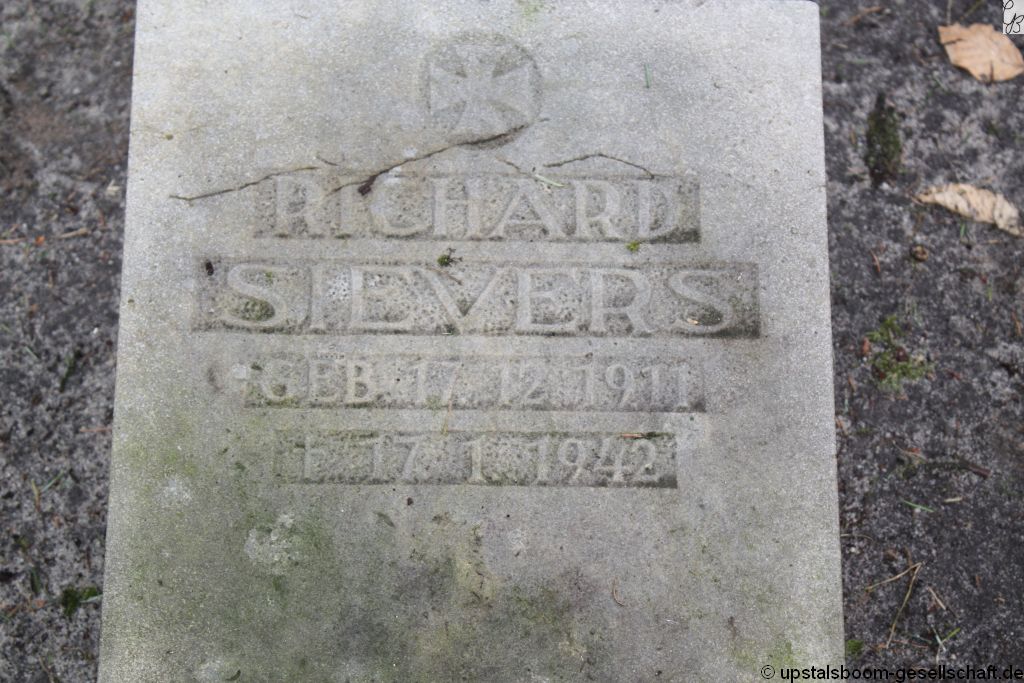 RICHARD
SIEVERS
GEB. 17. 12. 1911
† 17. 1. 1942
© upstalsboom-gesellschaft.de